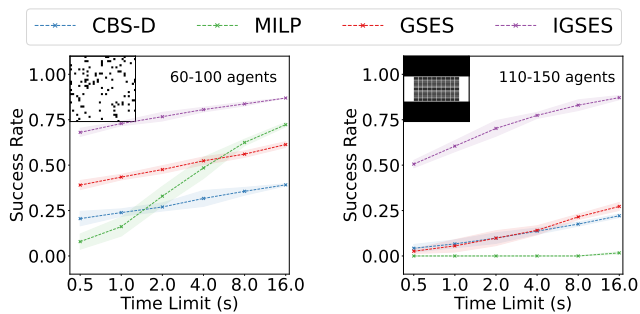 CBS-D MILP GSES IGSES
60-100 agents
1.00
0.75
0.50
0.25
0.00
Success Rate
0.5 1.0 2.0 4.0 8.0 16.0
Time Limit (s)
110-150 agents
1.00
0.75
0.50
0.25
0.00
Success Rate
0.5 1.0 2.0 4.0 8.0 16.0
Time Limit (s)